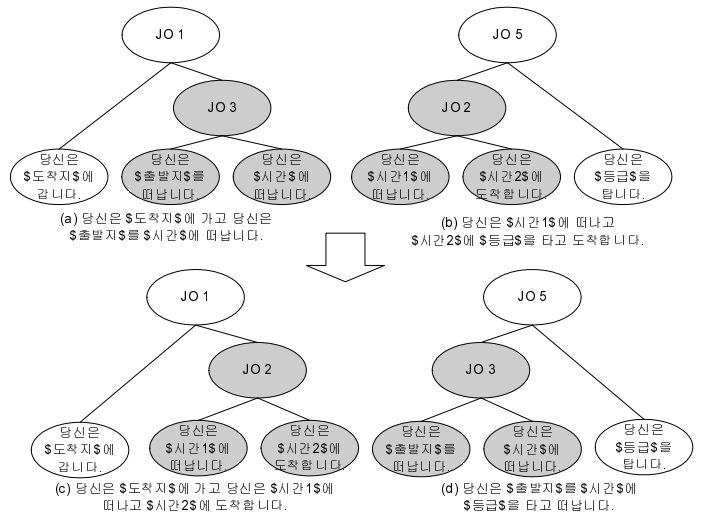 JO 1
JO 5
JO 3
JO 2
당신은
$도착지$에
갑니다.
당신은
$출발지$를
떠납니다.
당신은
$시간$에
떠납니다.
당신은
$시간1$에
떠납니다.
당신은
$시간2$에
도착합니다.
당신은
$등급$을
탑니다.
(a) 당신은 $도착지$에 가고 당신은
$출발지$를 $시간$에 떠납니다.
(b) 당신은 $시간1$에 떠나고
$시간2$에 $등급$을 타고 도착합니다.
JO 1
JO 5
JO 2
JO 3
당신은
$도착지$에
갑니다.
당신은
$시간1$에
떠납니다.
당신은
$시간2$에
도착합니다.
당신은
$출발지$를
떠납니다.
당신은
$시간$에
떠납니다.
당신은
$등급$을
탑니다.
(c) 당신은 $도착지$에 가고 당신은 $시간1$에
떠나고 $시간2$에 도착합니다.
(d) 당신은 $출발지$를 $시간$에
$등급$을 타고 떠납니다.